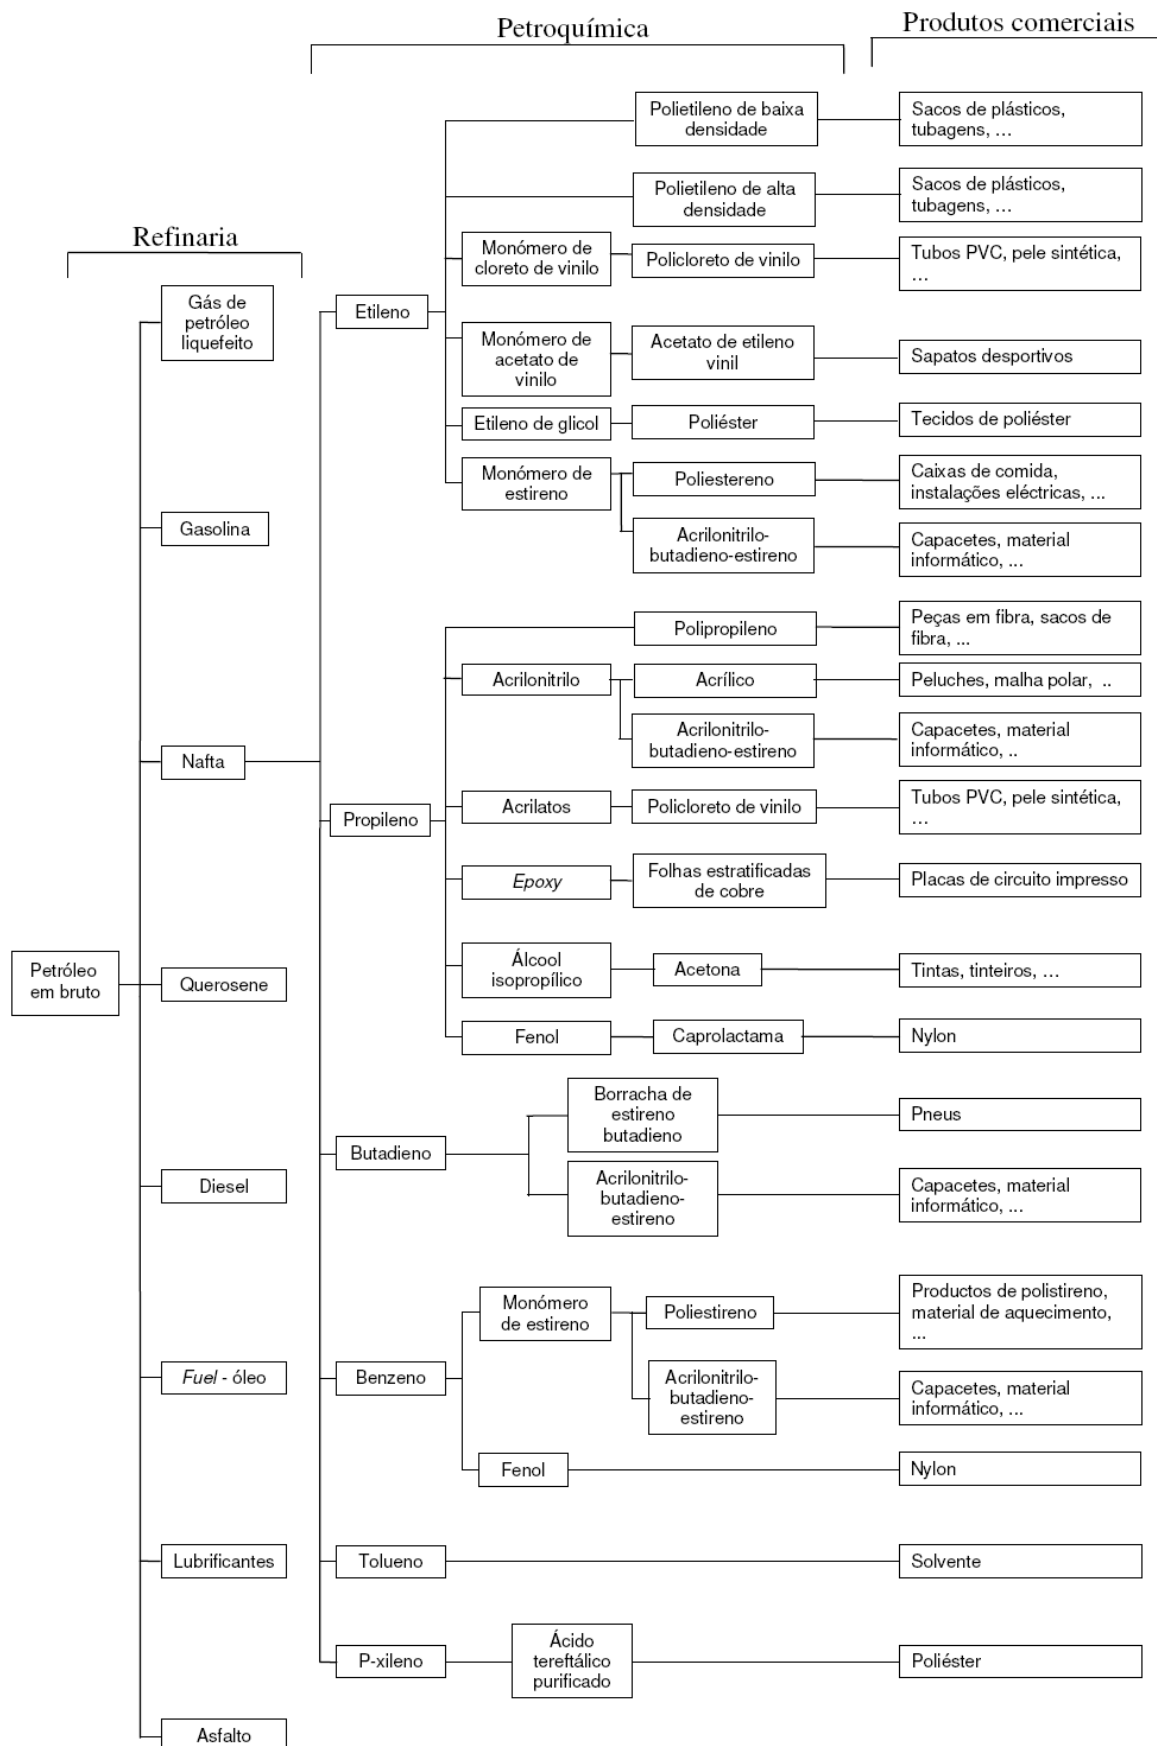 Petroquímica
Produtos comerciais
Refinaria
Petróleo
em bruto
Gás de
petróleo
liquefeito
Gasolina
Nafta
Querosene
Diesel
Fuel - óleo
Lubrificantes
Asfalto
Etileno
Polietileno de baixa
densidade
Sacos de plásticos,
tubagens, ...
Polietileno de alta
densidade
Sacos de plásticos,
tubagens, ...
Monómero de
cloreto de vinilo
Policloreto de vinilo
Tubos PVC, pele sintética,
...
Monómero de
acetato de
vinilo
Acetato de etileno
vinil
Sapatos desportivos
Etileno de glicol
Poliéster
Tecidos de poliéster
Monómero de
estireno
Poliestereno
Caixas de comida,
instalações eléctricas, ...
Acrilonitrilo-
butadieno-estireno
Capacetes, material
informático, ...
Propileno
Polipropileno
Peças em fibra, sacos de
fibra, ...
Acrilonitrilo
Acrílico
Peluches, malha polar, ..
Acrilonitrilo-
butadieno-estireno
Capacetes, material
informático, ..
Acrilatos
Policloreto de vinilo
Tubos PVC, pele sintética,
...
Epoxy
Folhas estratificadas
de cobre
Placas de circuito impresso
Álcool
isopropílico
Acetona
Tintas, tinteiros, ...
Fenol
Caprolactama
Nylon
Butadieno
Borracha de
estireno
butadieno
Pneus
Acrilonitrilo-
butadieno-
estireno
Capacetes, material
informático, ...
Benzeno
Monómero
de estireno
Poliestireno
Productos de polistireno,
material de aquecimento,
...
Acrilonitrilo-
butadieno-
estireno
Capacetes, material
informático, ...
Fenol
Nylon
Tolueno
Solvente
P-xileno
Ácido
tereftálico
purificado
Poliéster